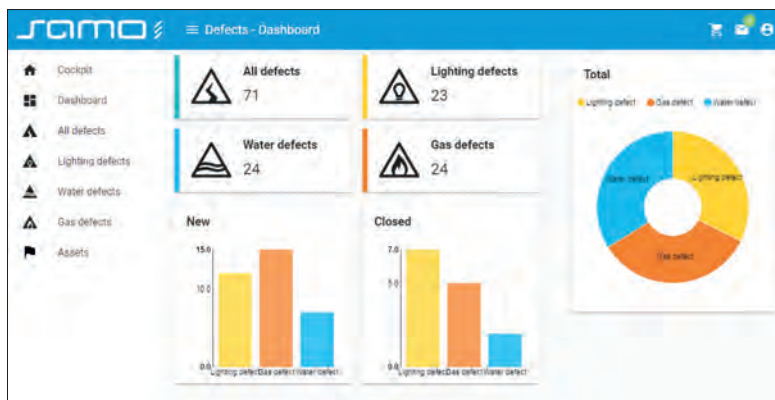 samo
Defects - Dashboard
Cockpit
Dashboard
All defects
Lighting defects
Water defects
Gas defects
Assets
All defects
71
Lighting defects
23
Water defects
24
Gas defects
24
New
15.0
10.0
0.0
Lighting defect Gas defect Water defect
Closed
7.0
5.0
0.0
Lighting defect Gas defect Water defect
Total
Lighting defect Gas defect Water defect
Water defect
Lighting defect
Gas defect